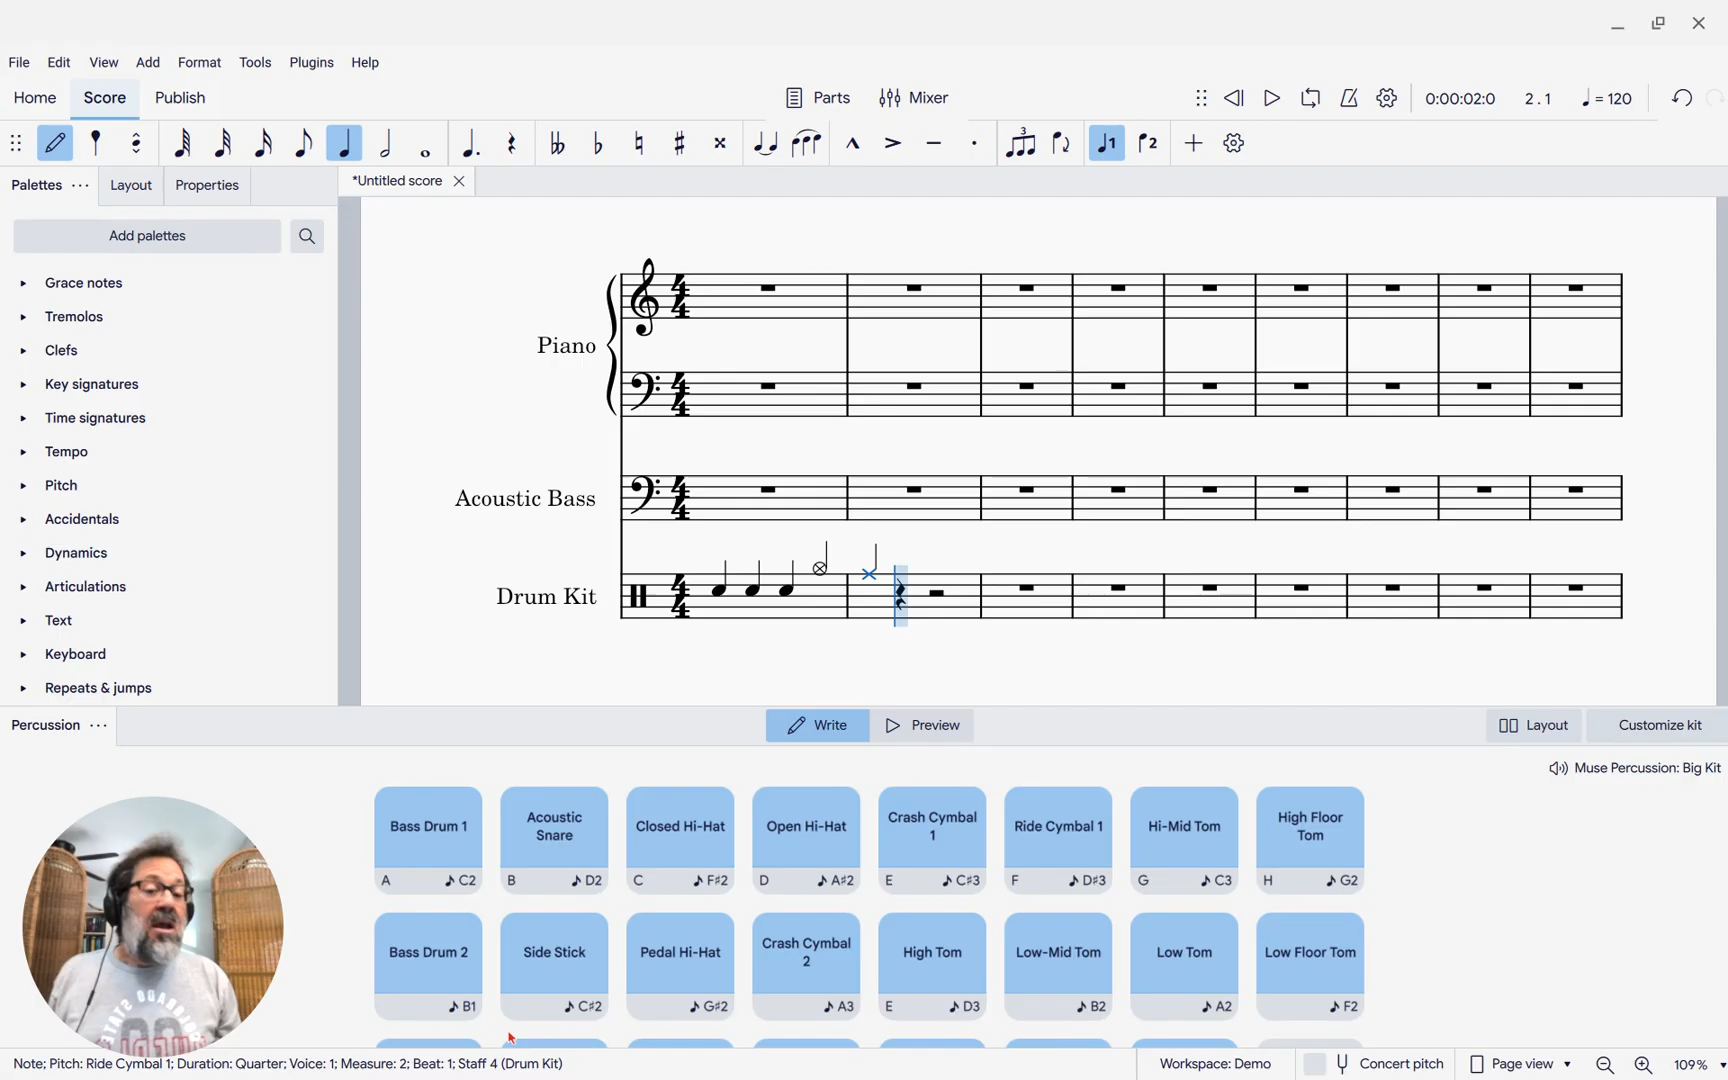 File Edit View Add Format Tools Plugins Help
Home Score Publish Parts Mixer 0:00:02:0 2 . 1 = 120
3 1 2
Palettes ··· Layout Properties *Untitled score
Add palettes
Grace notes
Tremolos
Clefs
Key signatures
Time signatures
Tempo
Pitch
Accidentals
Dynamics
Articulations
Text
Keyboard
Repeats & jumps
Piano
Acoustic Bass
Drum Kit
Percussion ··· Write Preview Layout Customize kit
Muse Percussion: Big Kit
Bass Drum 1 Acoustic Snare Closed Hi-Hat Open Hi-Hat Crash Cymbal 1 Ride Cymbal 1 Hi-Mid Tom High Floor Tom
A ♪ C2 B ♪ D2 C ♪ F♯2 D ♪ A♯2 E ♪ C♯3 F ♪ D♯3 G ♪ C3 H ♪ G2
Bass Drum 2 Side Stick Pedal Hi-Hat Crash Cymbal 2 High Tom Low-Mid Tom Low Tom Low Floor Tom
♪ B1 ♪ C♯2 ♪ G♯2 ♪ A3 E ♪ D3 ♪ B2 ♪ A2 ♪ F2
Note; Pitch: Ride Cymbal 1; Duration: Quarter; Voice: 1; Measure: 2; Beat: 1; Staff 4 (Drum Kit) Workspace: Demo Concert pitch Page view 109%